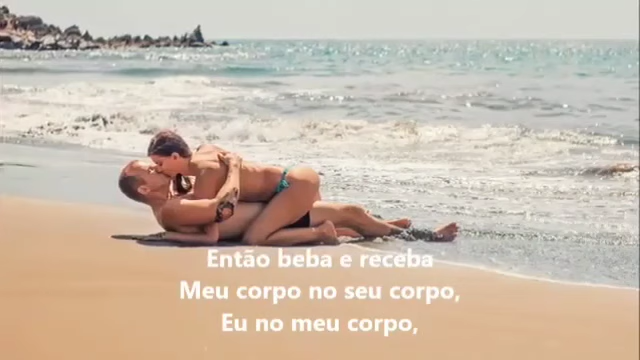 Então beba e receba
Meu corpo no seu corpo,
Eu no meu corpo,